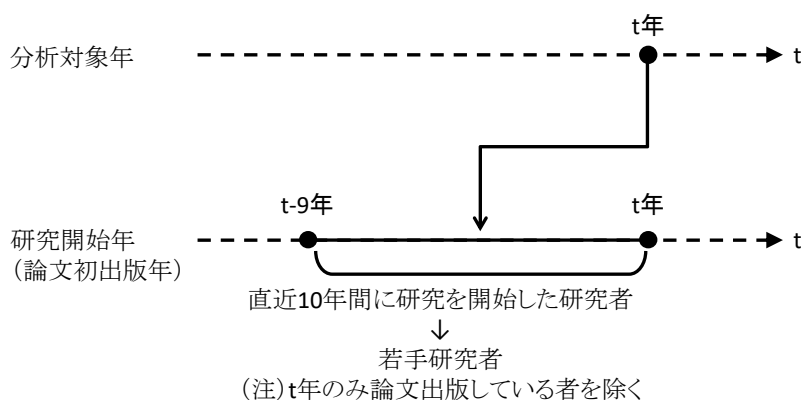 t年
分析対象年
t
t-9年
t年
研究開始年
（論文初出版年）
t
直近10年間に研究を開始した研究者
↓
若手研究者
（注）t年のみ論文出版している者を除く